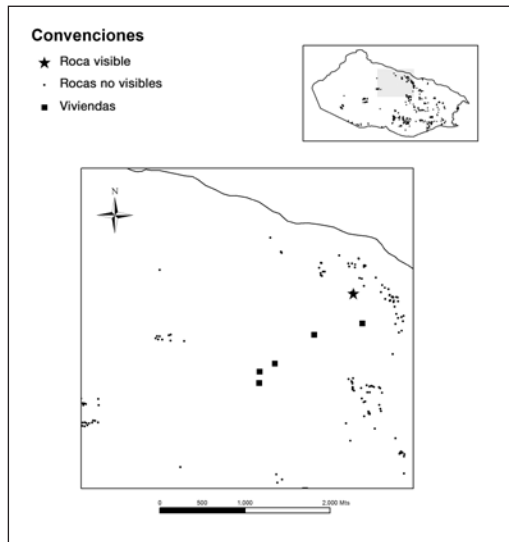 Convenciones
Roca visible
Rocas no visibles
Viviendas
N
0 500 1.000 2.000 Mts